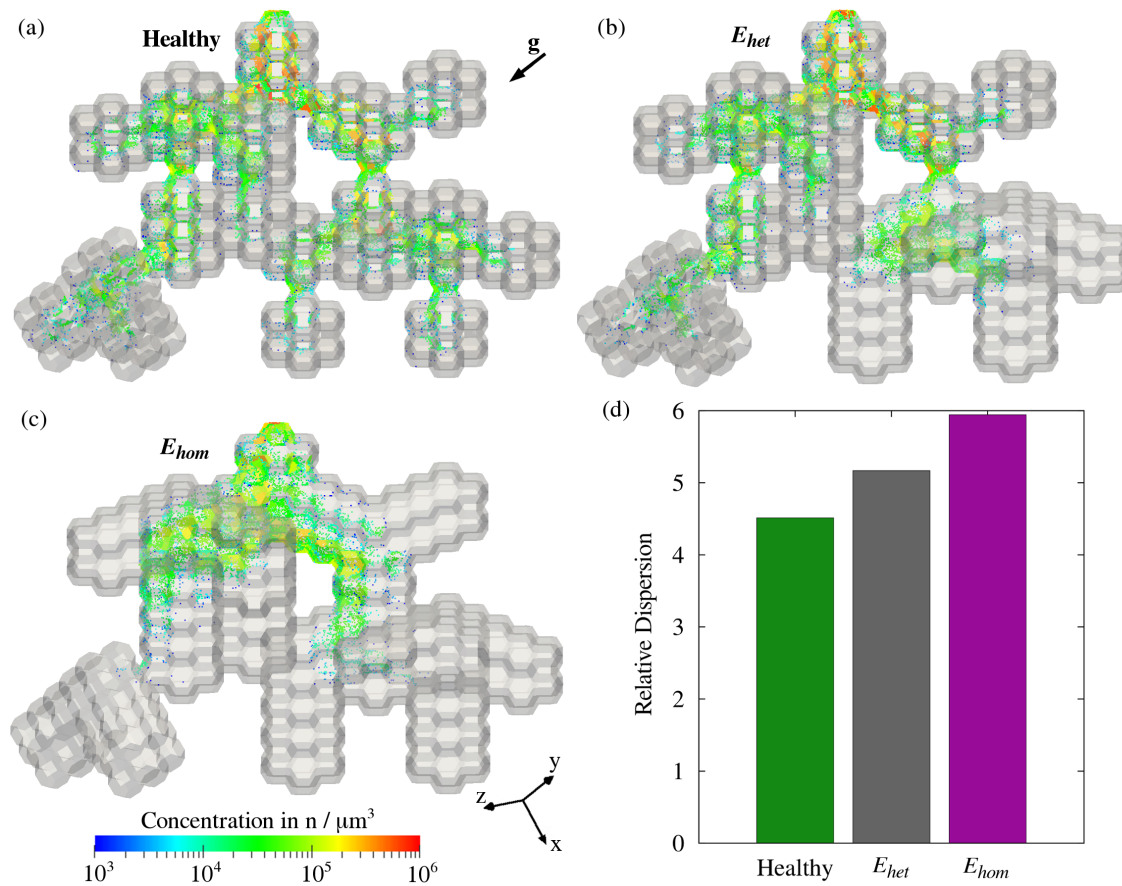 (a)
Healthy
g
(b)
E_het
(c)
E_hom
y
z
x
Concentration in n / μm³
10³ 10⁴ 10⁵ 10⁶
(d)
Relative Dispersion
6
5
4
3
2
1
0
Healthy E_het E_hom